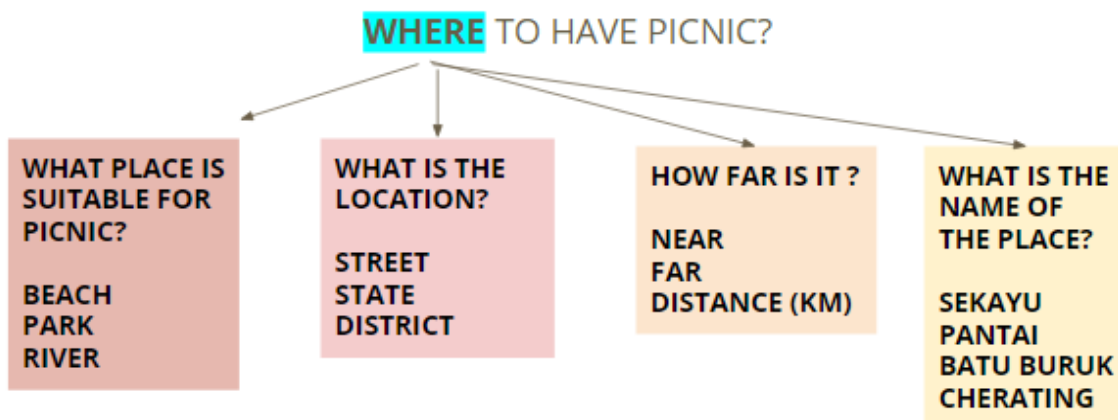 WHERE TO HAVE PICNIC?
WHAT PLACE IS
SUITABLE FOR
PICNIC?
BEACH
PARK
RIVER
WHAT IS THE
LOCATION?
STREET
STATE
DISTRICT
HOW FAR IS IT ?
NEAR
FAR
DISTANCE (KM)
WHAT IS THE
NAME OF
THE PLACE?
SEKAYU
PANTAI
BATU BURUK
CHERATING